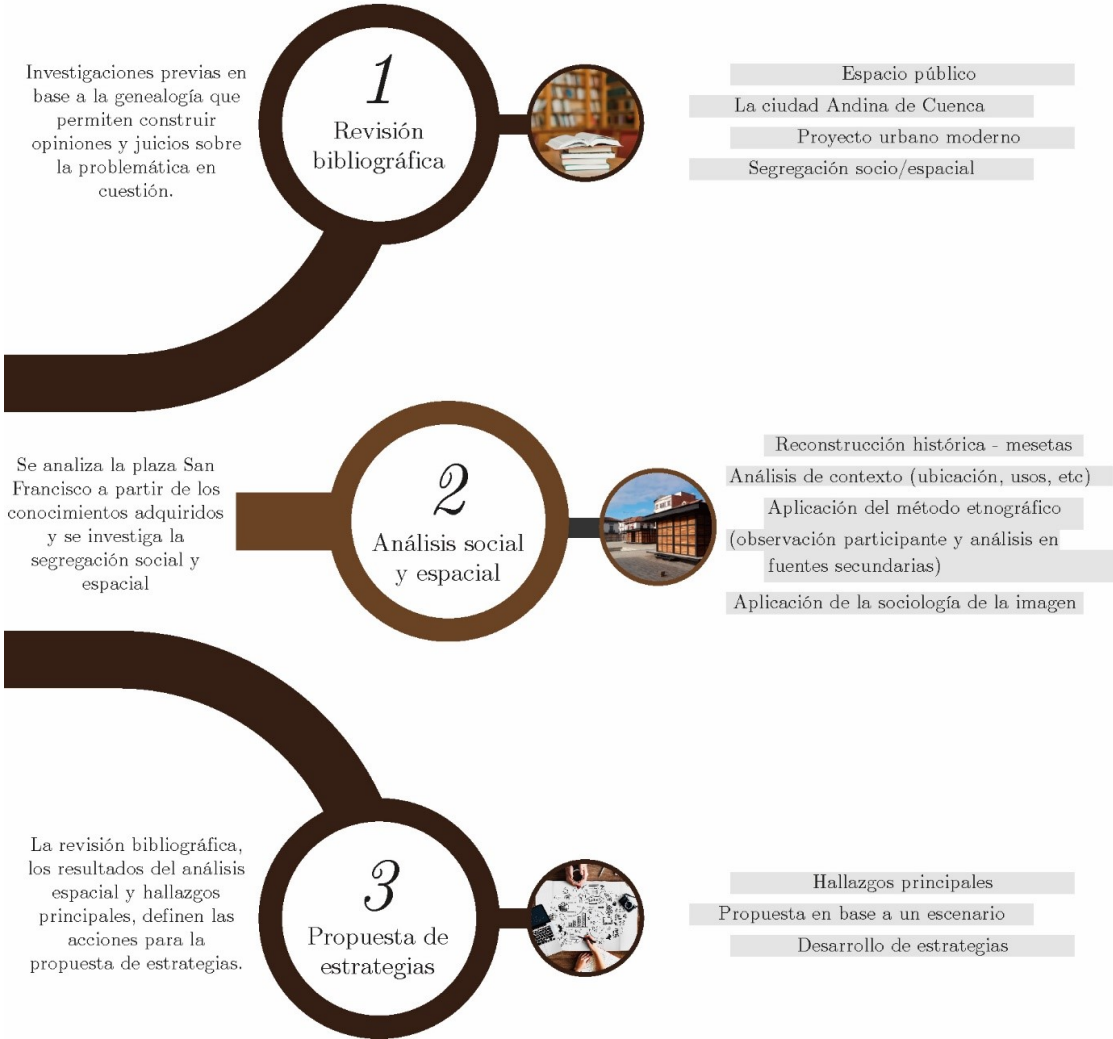 Investigaciones previas en
base a la genealogía que
permiten construir
opiniones y juicios sobre
la problemática en
cuestión.
1
Revisión
bibliográfica
Espacio público
La ciudad Andina de Cuenca
Proyecto urbano moderno
Segregación socio/espacial
Se analiza la plaza San
Francisco a partir de los
conocimientos adquiridos
y se investiga la
segregación social y
espacial
2
Análisis social
y espacial
Reconstrucción histórica - mesetas
Análisis de contexto (ubicación, usos, etc)
Aplicación del método etnográfico
(observación participante y análisis en
fuentes secundarias)
Aplicación de la sociología de la imagen
La revisión bibliográfica,
los resultados del análisis
espacial y hallazgos
principales, definen las
acciones para la
propuesta de estrategias.
3
Propuesta de
estrategias
Hallazgos principales
Propuesta en base a un escenario
Desarrollo de estrategias